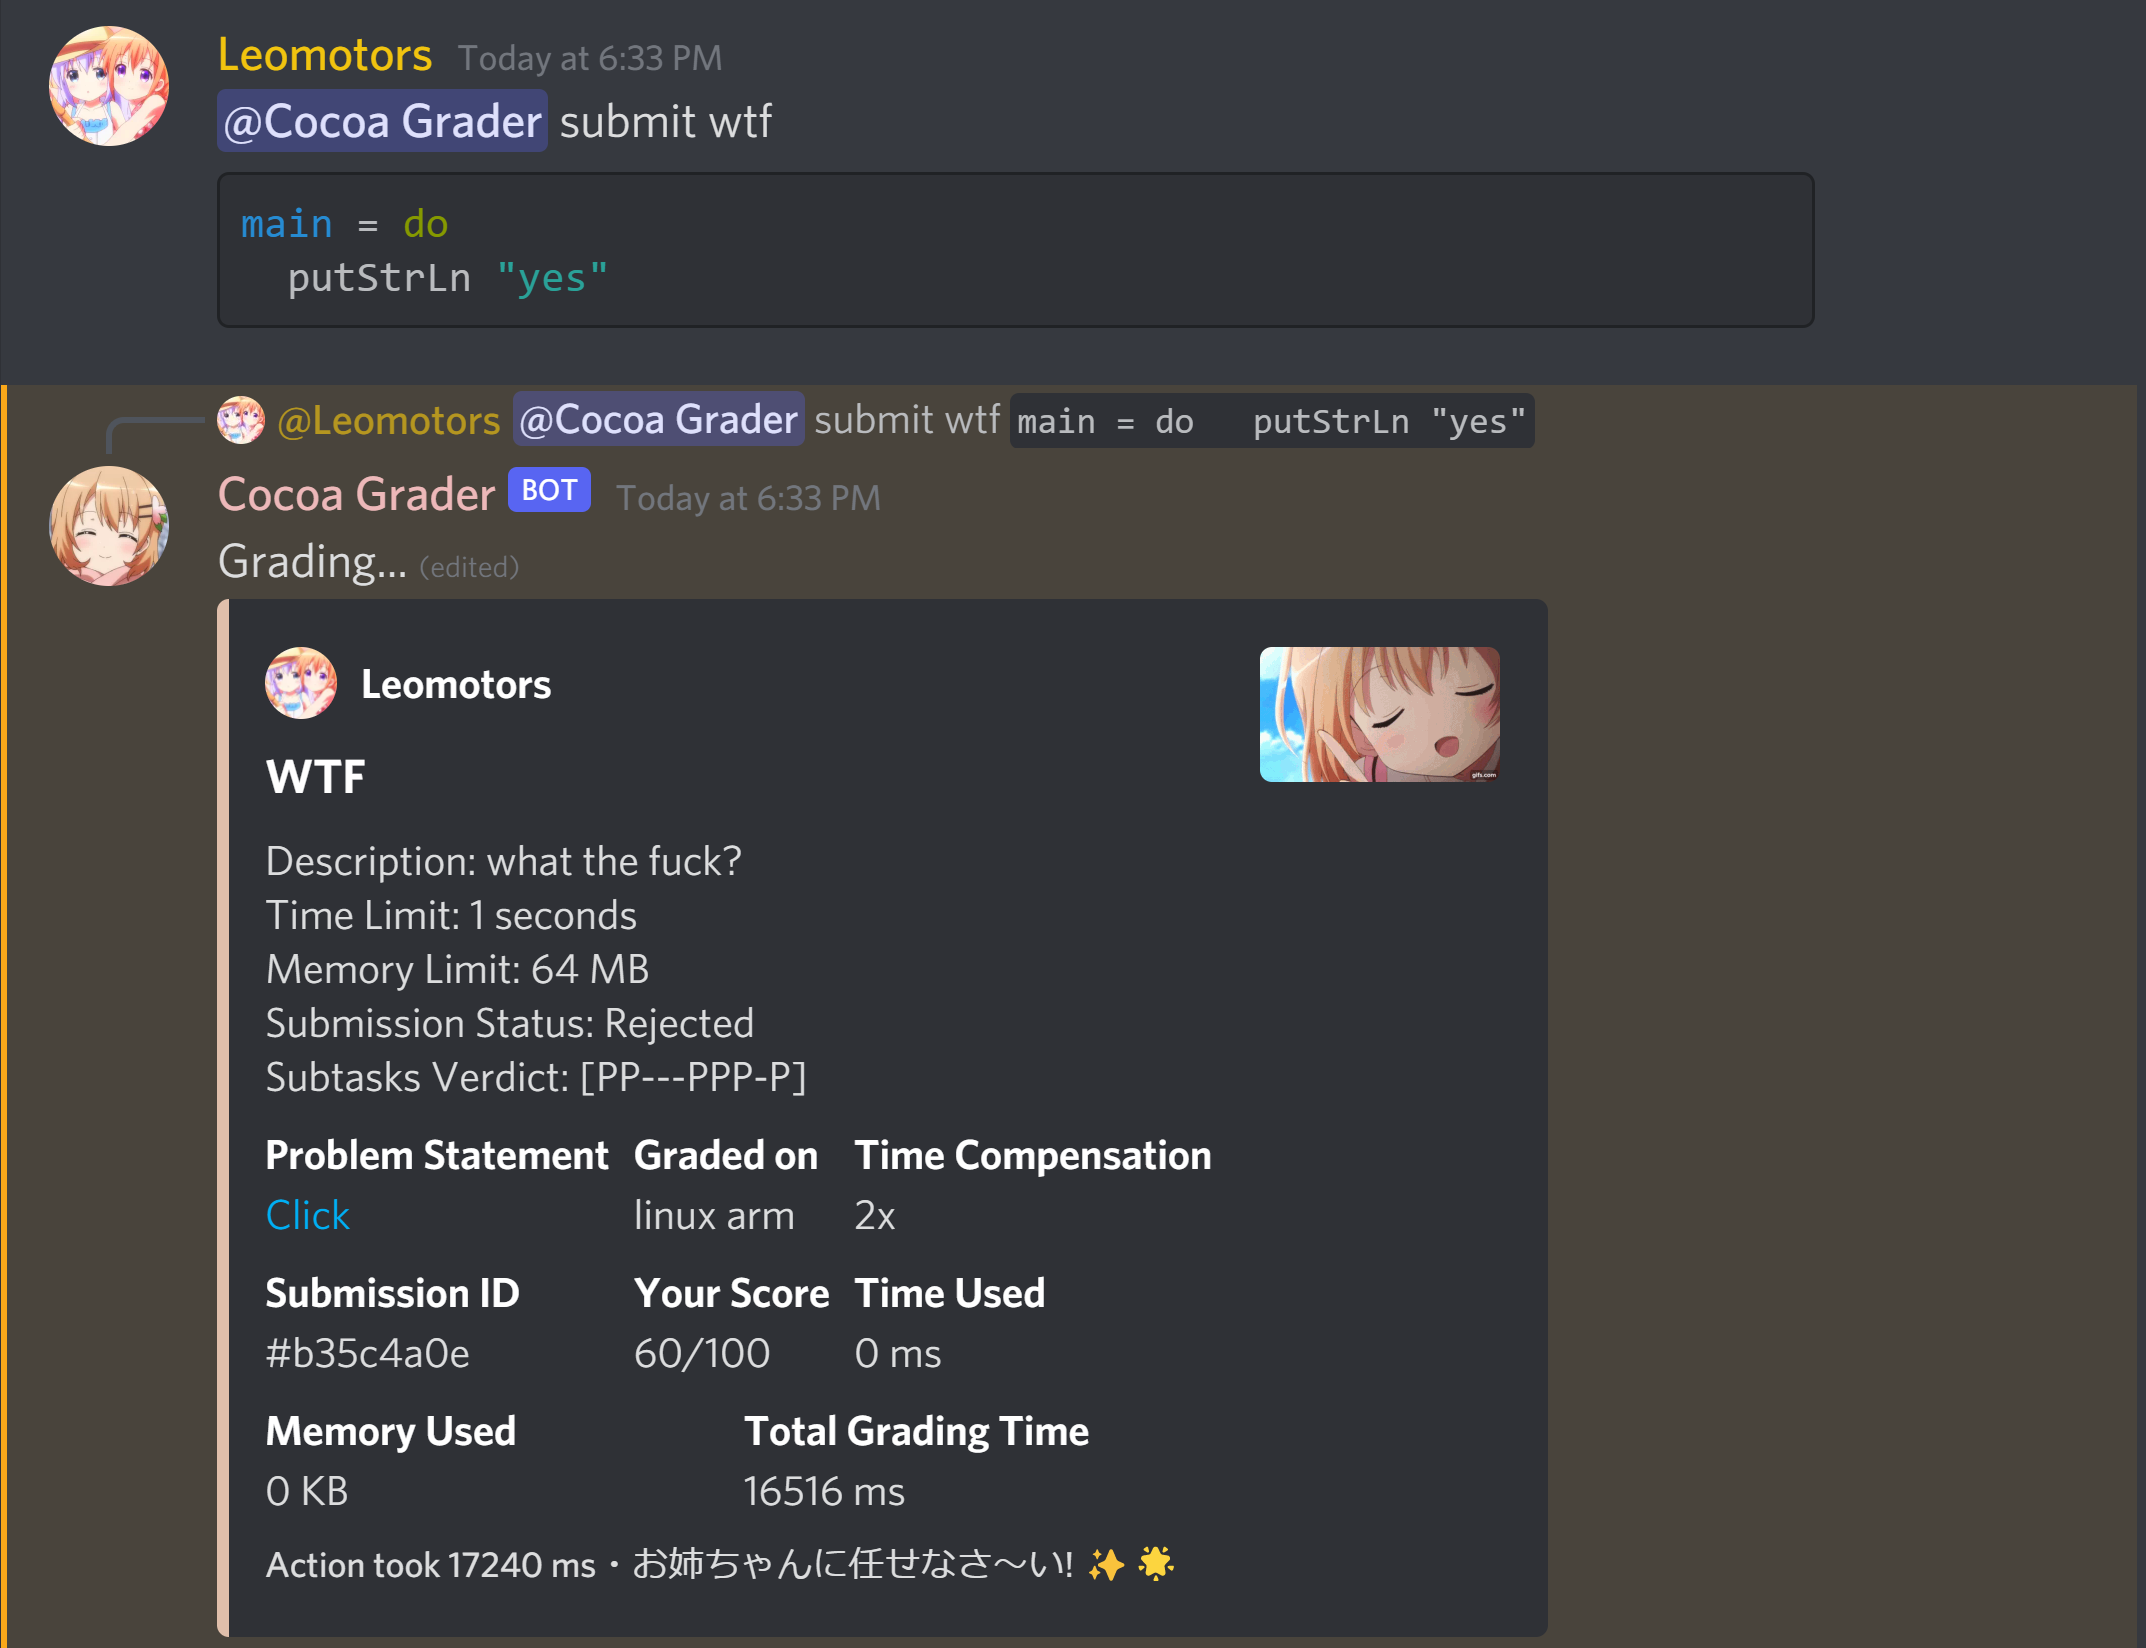 Leomotors Today at 6:33 PM
@Cocoa Grader submit wtf
main = do
  putStrLn "yes"
@Leomotors @Cocoa Grader submit wtf main = do   putStrLn "yes"
Cocoa Grader BOT Today at 6:33 PM
Grading... (edited)
Leomotors
gifs.com
WTF
Description: what the fuck?
Time Limit: 1 seconds
Memory Limit: 64 MB
Submission Status: Rejected
Subtasks Verdict: [PP---PPP-P]
Problem Statement Graded on Time Compensation
Click linux arm 2x
Submission ID Your Score Time Used
#b35c4a0e 60/100 0 ms
Memory Used Total Grading Time
0 KB 16516 ms
Action took 17240 ms • お姉ちゃんに任せなさ〜い! ✨ 🌟